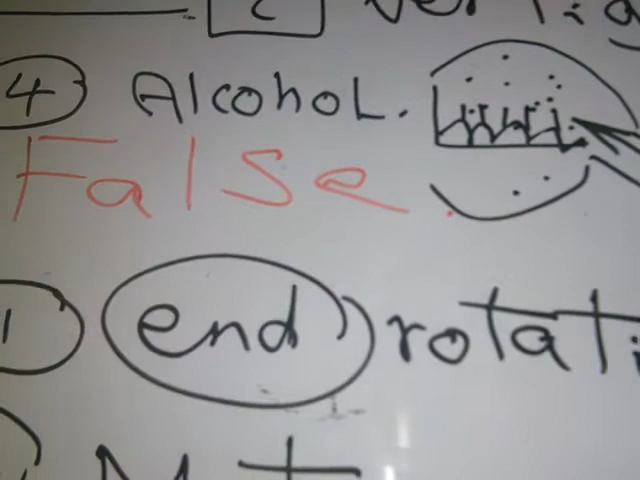 ④ Alcohol.
False
① end rotati